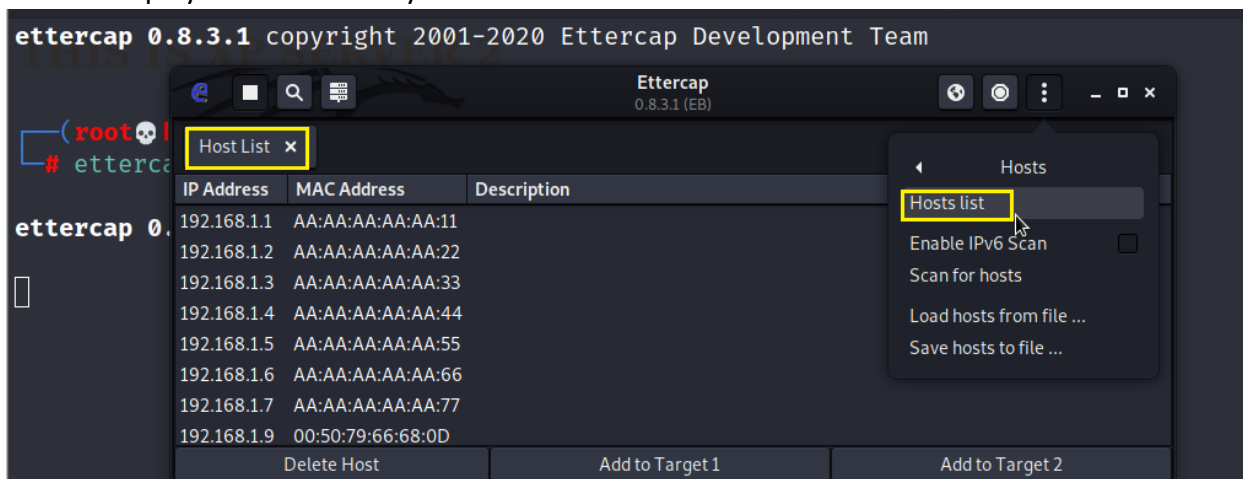 ettercap 0.8.3.1 copyright 2001-2020 Ettercap Development Team
THIS IS XP SERVER 2
Ettercap
0.8.3.1 (EB)
(root
Host List ×
Hosts
# etterca
IP Address MAC Address Description
Hosts list
192.168.1.1 AA:AA:AA:AA:AA:11
ettercap 0.
192.168.1.2 AA:AA:AA:AA:AA:22
Enable IPv6 Scan
192.168.1.3 AA:AA:AA:AA:AA:33
Scan for hosts
192.168.1.4 AA:AA:AA:AA:AA:44
Load hosts from file ...
192.168.1.5 AA:AA:AA:AA:AA:55
Save hosts to file ...
192.168.1.6 AA:AA:AA:AA:AA:66
192.168.1.7 AA:AA:AA:AA:AA:77
192.168.1.9 00:50:79:66:68:0D
Delete Host Add to Target 1 Add to Target 2